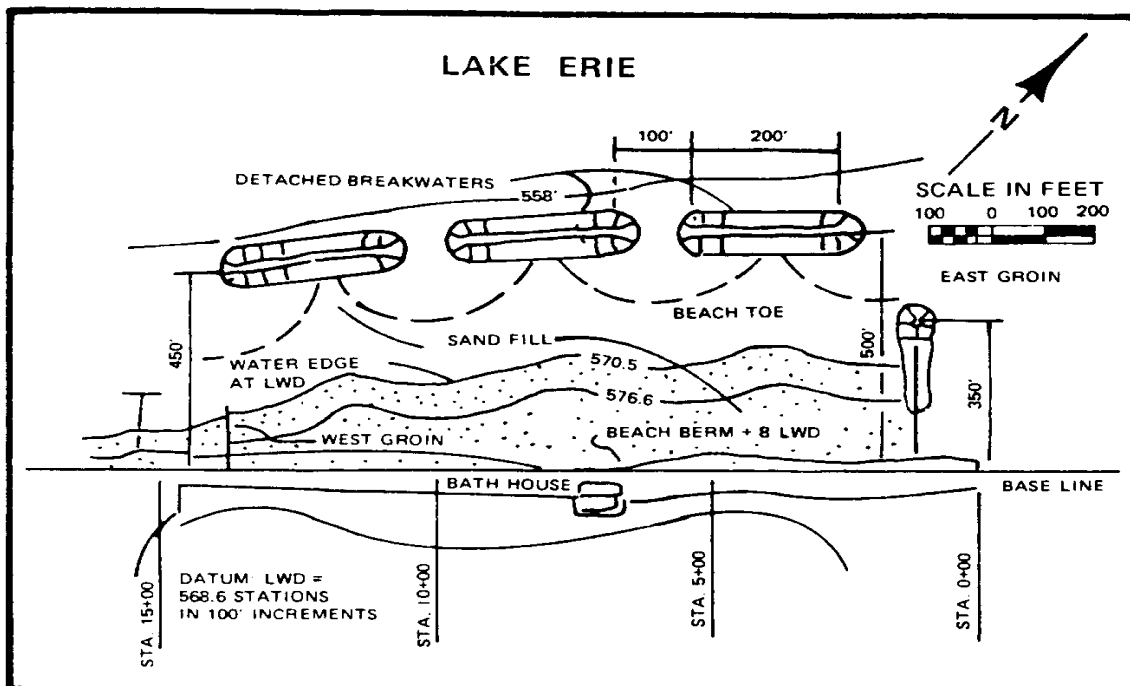 LAKE ERIE
N
100'
200'
DETACHED BREAKWATERS
558'
SCALE IN FEET
100 0 100 200
EAST GROIN
BEACH TOE
SAND FILL
450'
500'
350'
WATER EDGE
AT LWD
570.5
576.6
WEST GROIN
BEACH BERM + 8 LWD
BATH HOUSE
BASE LINE
DATUM: LWD =
568.6 STATIONS
IN 100' INCREMENTS
STA. 15+00
STA. 10+00
STA. 5+00
STA. 0+00